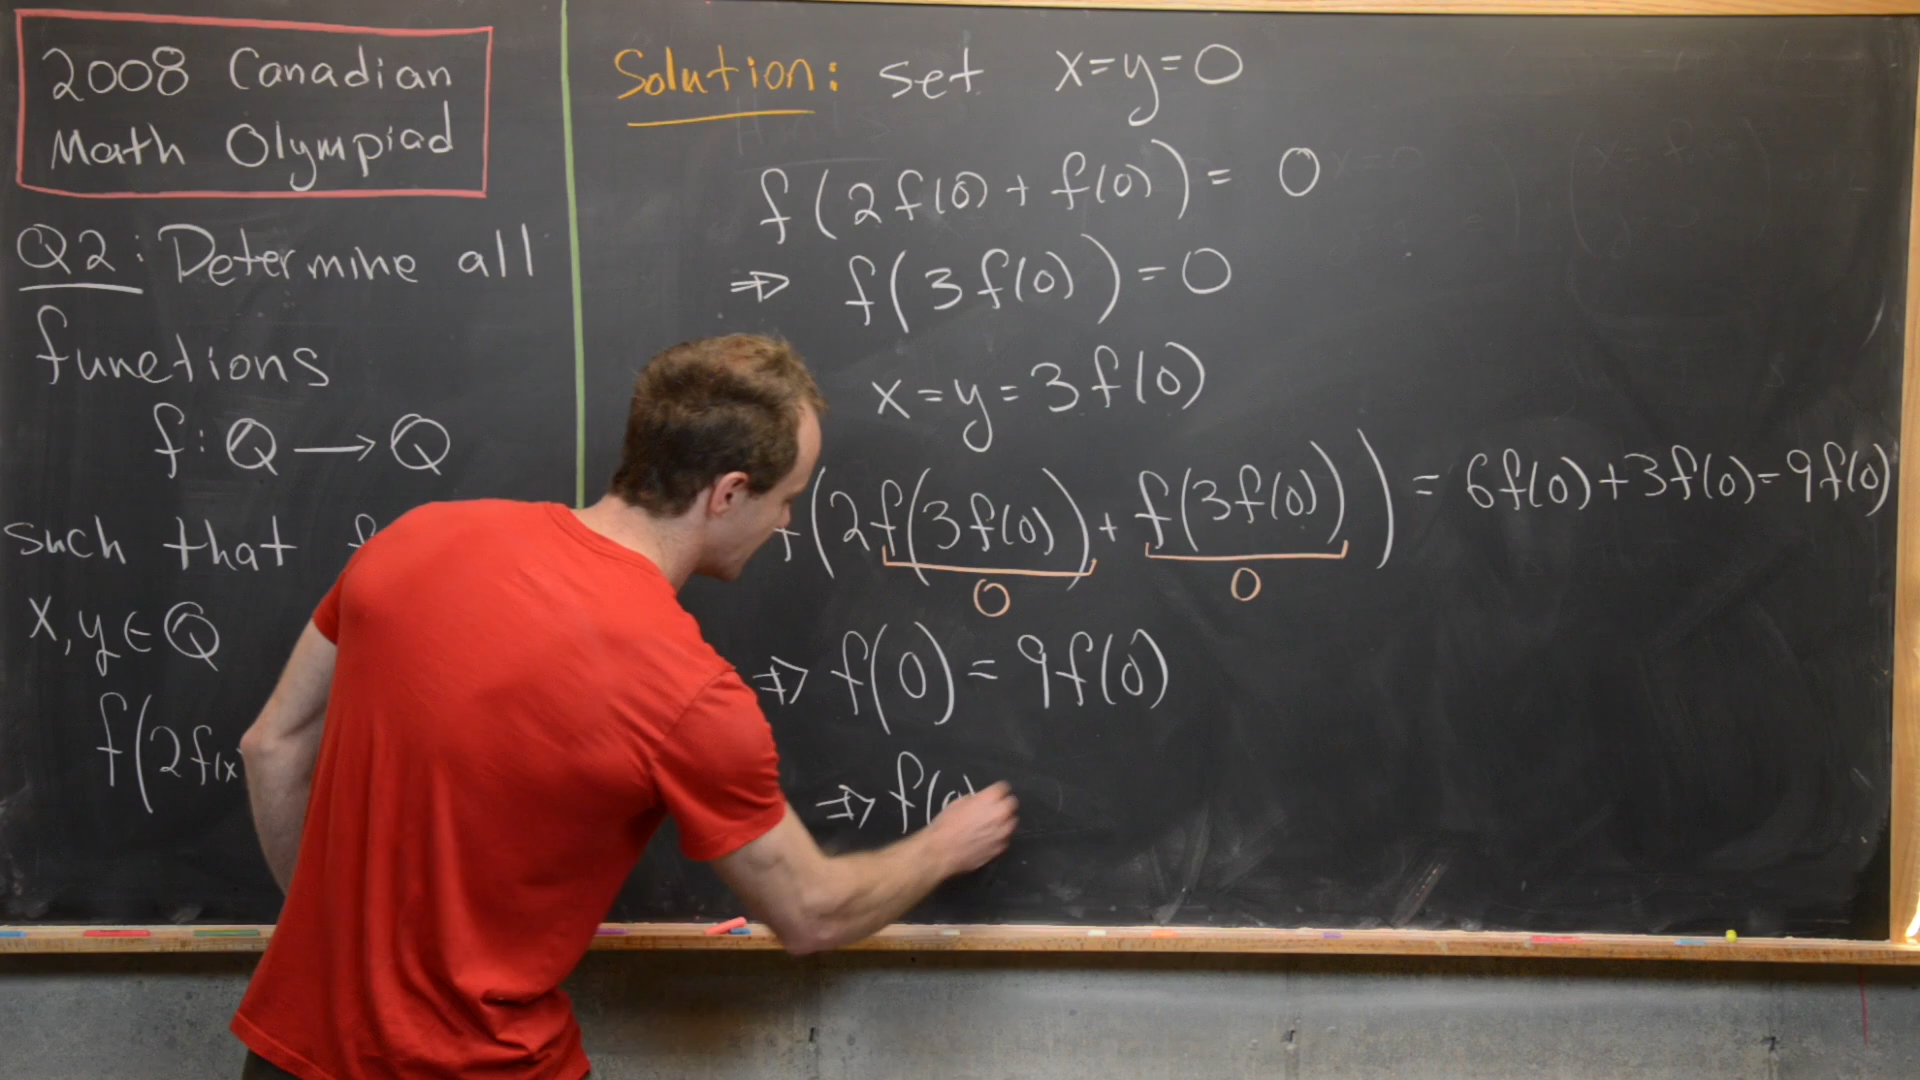 2008 Canadian
Math Olympiad
Q2: Determine all
functions
f: Q → Q
such that
x, y ∈ Q
f(2f(x
Solution: set x=y=0
f(2f(0) + f(0)) = 0
⇒ f(3f(0)) = 0
x=y=3f(0)
(2f(3f(0)) + f(3f(0))) = 6f(0)+3f(0)=9f(0)
0 0
⇒ f(0) = 9f(0)
⇒ f(0)